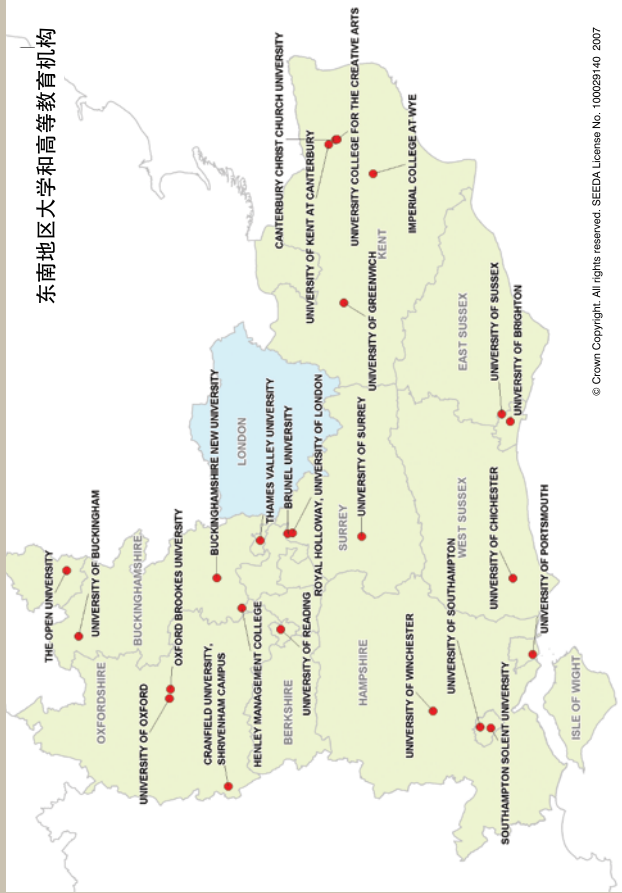 东南地区大学和高等教育机构
THE OPEN UNIVERSITY
UNIVERSITY OF BUCKINGHAM
BUCKINGHAMSHIRE
OXFORDSHIRE
UNIVERSITY OF OXFORD
OXFORD BROOKES UNIVERSITY
CRANFIELD UNIVERSITY,
SHRIVENHAM CAMPUS
BUCKINGHAMSHIRE NEW UNIVERSITY
HENLEY MANAGEMENT COLLEGE
LONDON
THAMES VALLEY UNIVERSITY
BRUNEL UNIVERSITY
ROYAL HOLLOWAY, UNIVERSITY OF LONDON
BERKSHIRE
UNIVERSITY OF READING
CANTERBURY CHRIST CHURCH UNIVERSITY
UNIVERSITY OF KENT AT CANTERBURY
UNIVERSITY COLLEGE FOR THE CREATIVE ARTS
IMPERIAL COLLEGE AT WYE
KENT
UNIVERSITY OF GREENWICH
SURREY
UNIVERSITY OF SURREY
HAMPSHIRE
UNIVERSITY OF WINCHESTER
UNIVERSITY OF SOUTHAMPTON
SOUTHAMPTON SOLENT UNIVERSITY
WEST SUSSEX
EAST SUSSEX
UNIVERSITY OF SUSSEX
UNIVERSITY OF BRIGHTON
UNIVERSITY OF CHICHESTER
UNIVERSITY OF PORTSMOUTH
ISLE OF WIGHT
© Crown Copyright. All rights reserved. SEEDA License No. 100029140 2007